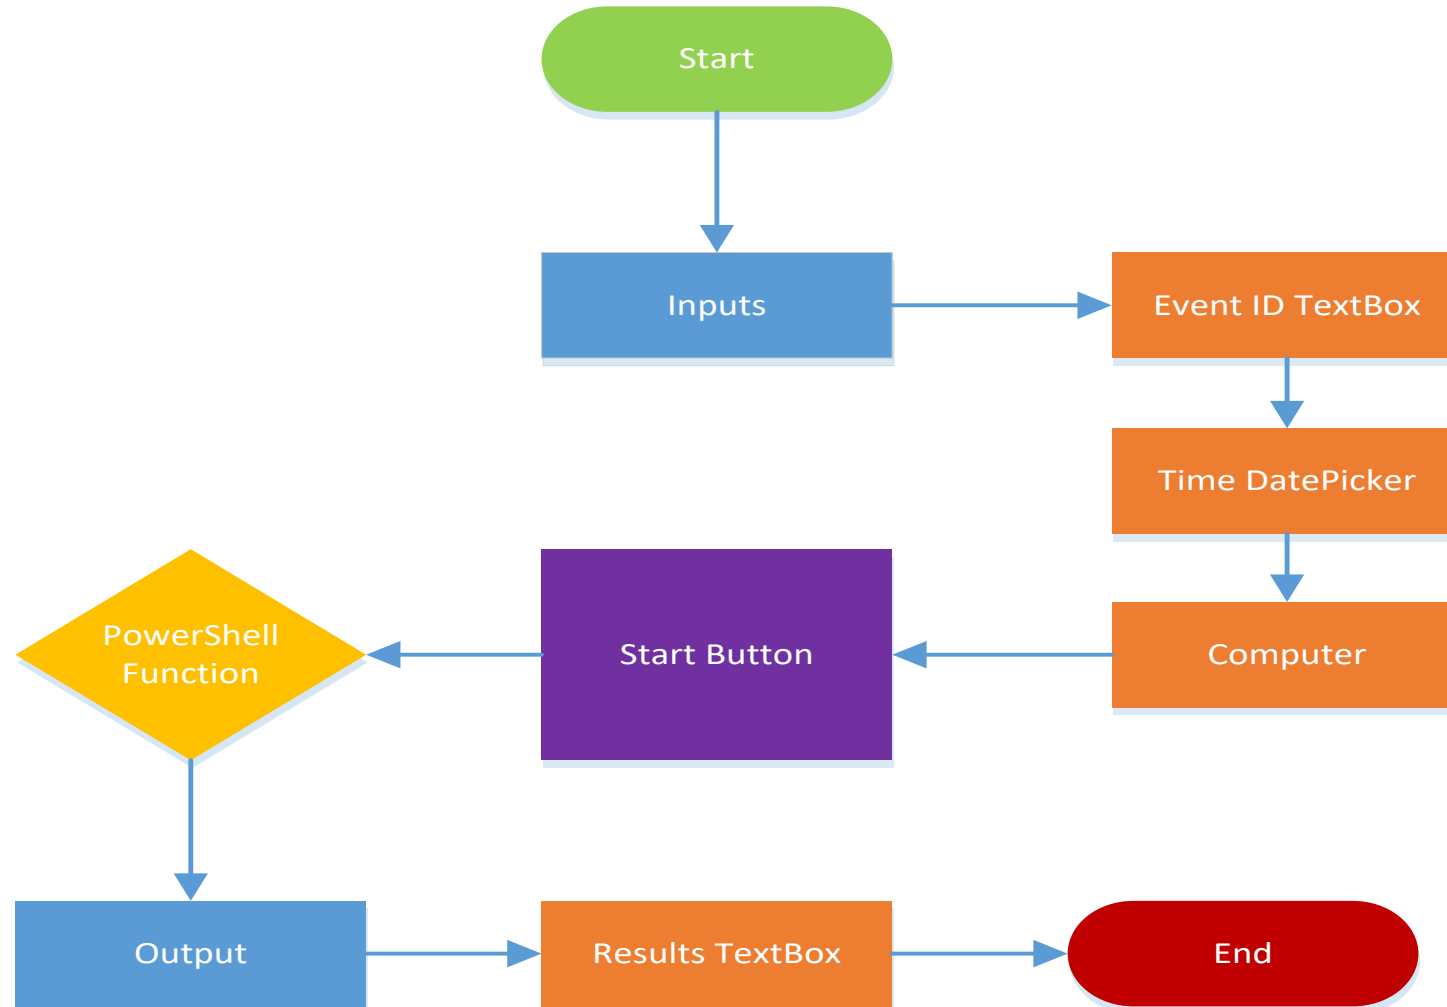 Start
Inputs
Event ID TextBox
Time DatePicker
Computer
Start Button
PowerShell
Function
Output
Results TextBox
End